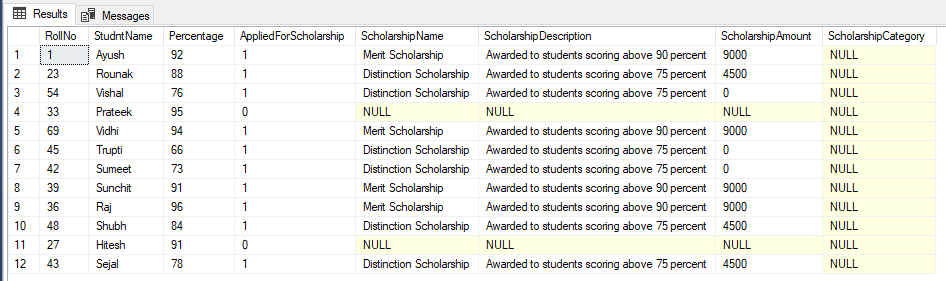 Results Messages
RollNo StudntName Percentage AppliedForScholarship ScholarshipName ScholarshipDescription ScholarshipAmount ScholarshipCategory
1 1 Ayush 92 1 Merit Scholarship Awarded to students scoring above 90 percent 9000 NULL
2 23 Rounak 88 1 Distinction Scholarship Awarded to students scoring above 75 percent 4500 NULL
3 54 Vishal 76 1 Distinction Scholarship Awarded to students scoring above 75 percent 0 NULL
4 33 Prateek 95 0 NULL NULL NULL NULL
5 69 Vidhi 94 1 Merit Scholarship Awarded to students scoring above 90 percent 9000 NULL
6 45 Trupti 66 1 Distinction Scholarship Awarded to students scoring above 75 percent 0 NULL
7 42 Sumeet 73 1 Distinction Scholarship Awarded to students scoring above 75 percent 0 NULL
8 39 Sunchit 91 1 Merit Scholarship Awarded to students scoring above 90 percent 9000 NULL
9 36 Raj 96 1 Merit Scholarship Awarded to students scoring above 90 percent 9000 NULL
10 48 Shubh 84 1 Distinction Scholarship Awarded to students scoring above 75 percent 4500 NULL
11 27 Hitesh 91 0 NULL NULL NULL NULL
12 43 Sejal 78 1 Distinction Scholarship Awarded to students scoring above 75 percent 4500 NULL